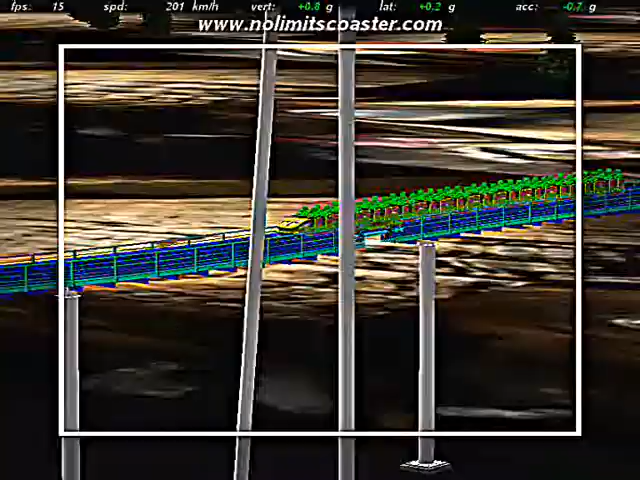 fps: 15 spd: 201 km/h vert: +0.8 g lat: +0.2 g acc: -0.7 g
www.nolimitscoaster.com